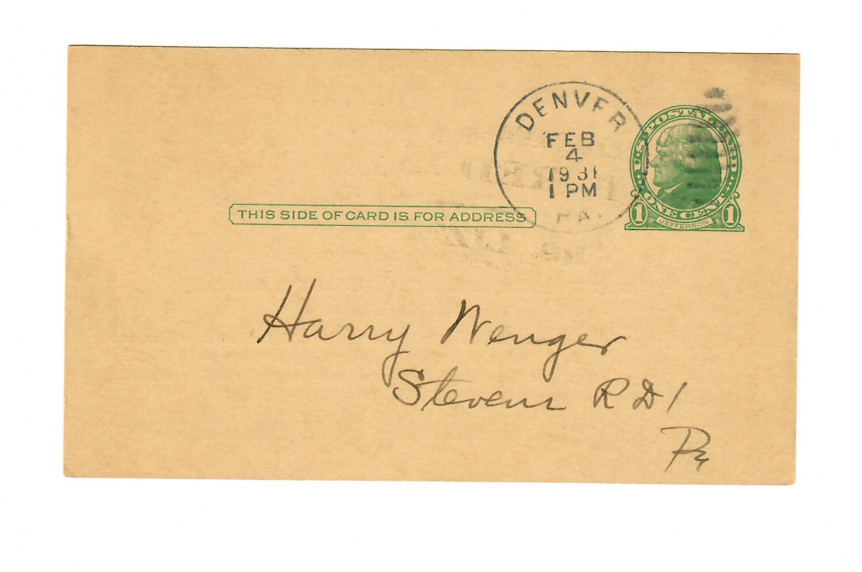 DENVER
FEB
4
1931
1 PM
PA.
U.S. POSTAL CARD
ONE CENT
1 1
JEFFERSON
THIS SIDE OF CARD IS FOR ADDRESS
Harry Wenger
Stevens R D 1
Pa